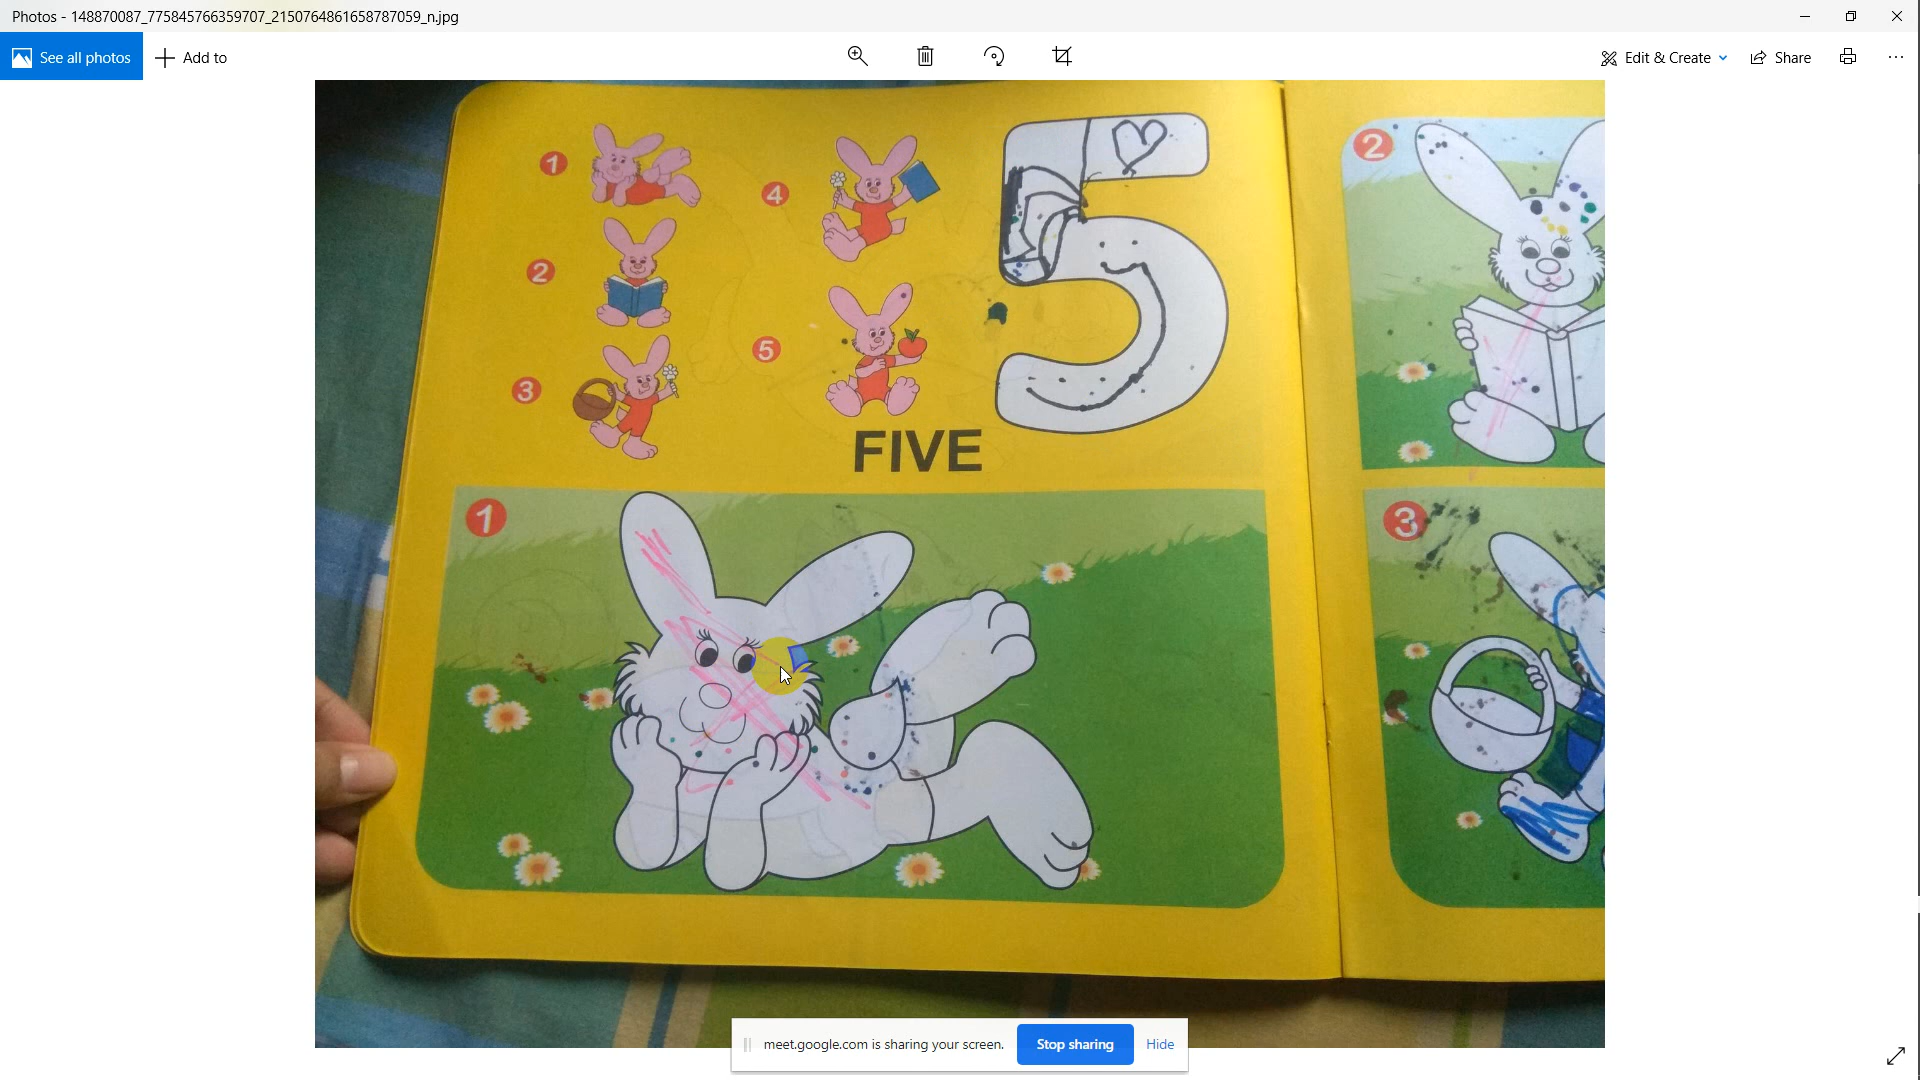 Photos - 148870087_775845766359707_2150764861658787059_n.jpg
See all photos
Add to
Edit & Create
Share
1
2
3
4
5
5
FIVE
1
2
3
meet.google.com is sharing your screen.
Stop sharing
Hide